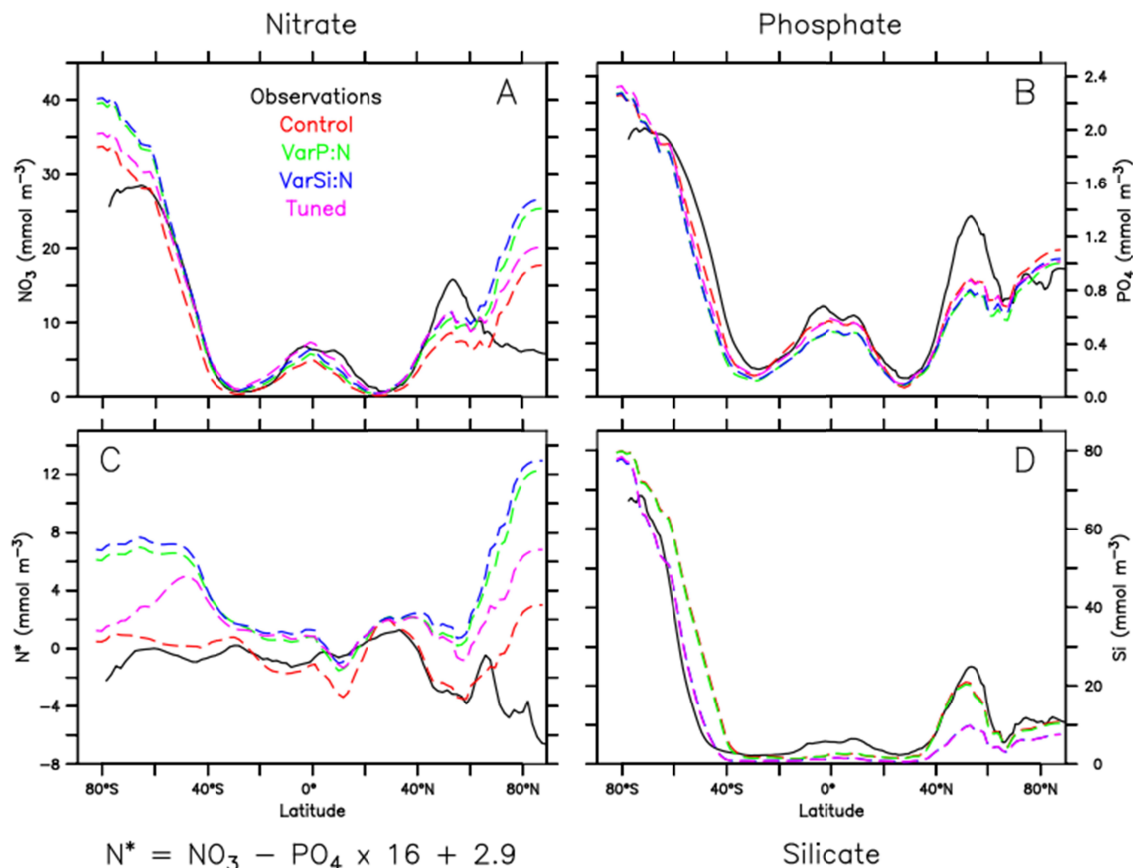 Nitrate
Phosphate
A
Observations
Control
VarP:N
VarSi:N
Tuned
40
30
20
10
0
NO₃ (mmol m⁻³)
B
2.4
2.0
1.6
1.2
0.8
0.4
0.0
PO₄ (mmol m⁻³)
C
12
8
4
0
−4
−8
N* (mmol m⁻³)
80°S 40°S 0° 40°N 80°N
Latitude
D
80
60
40
20
0
Si (mmol m⁻³)
80°S 40°S 0° 40°N 80°N
Latitude
N* = NO₃ − PO₄ x 16 + 2.9
Silicate